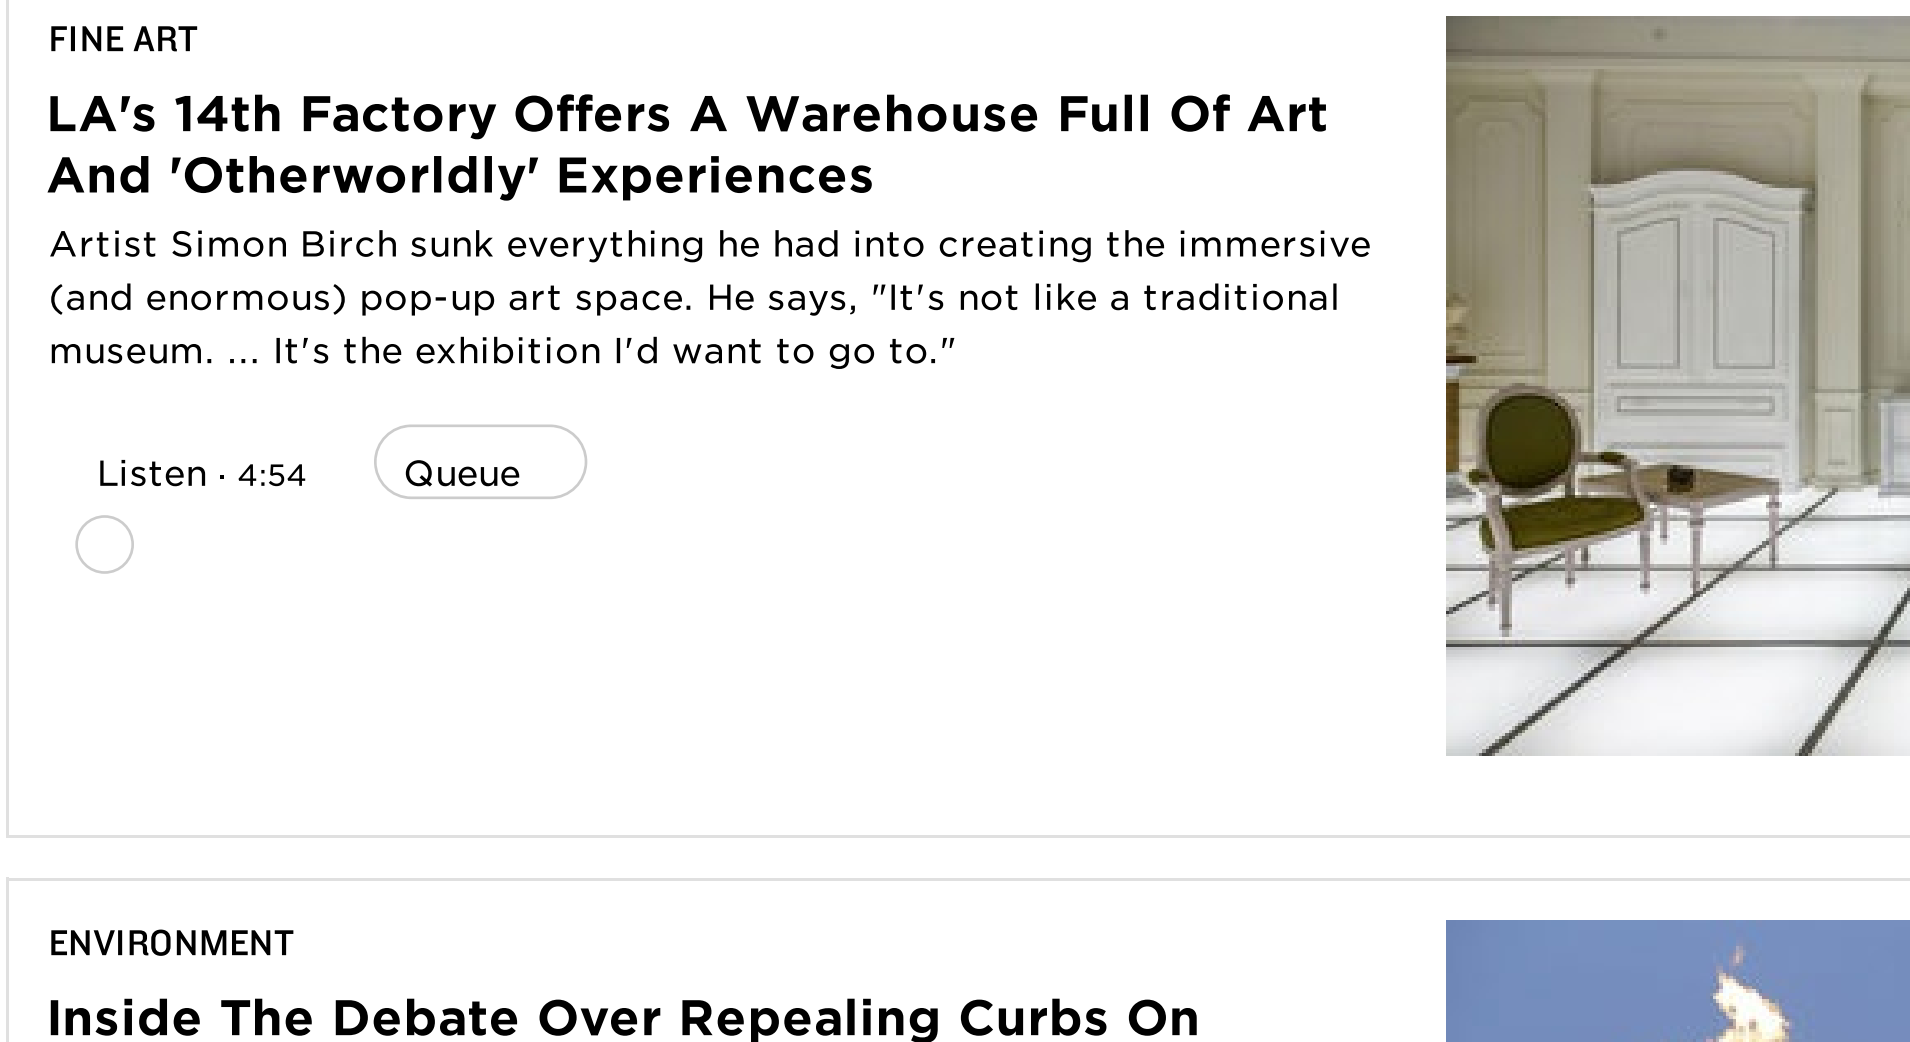 FINE ART
LA's 14th Factory Offers A Warehouse Full Of Art
And 'Otherworldly' Experiences
Artist Simon Birch sunk everything he had into creating the immersive
(and enormous) pop-up art space. He says, "It's not like a traditional
museum. ... It's the exhibition I'd want to go to."
Listen · 4:54 Queue
ENVIRONMENT
Inside The Debate Over Repealing Curbs On